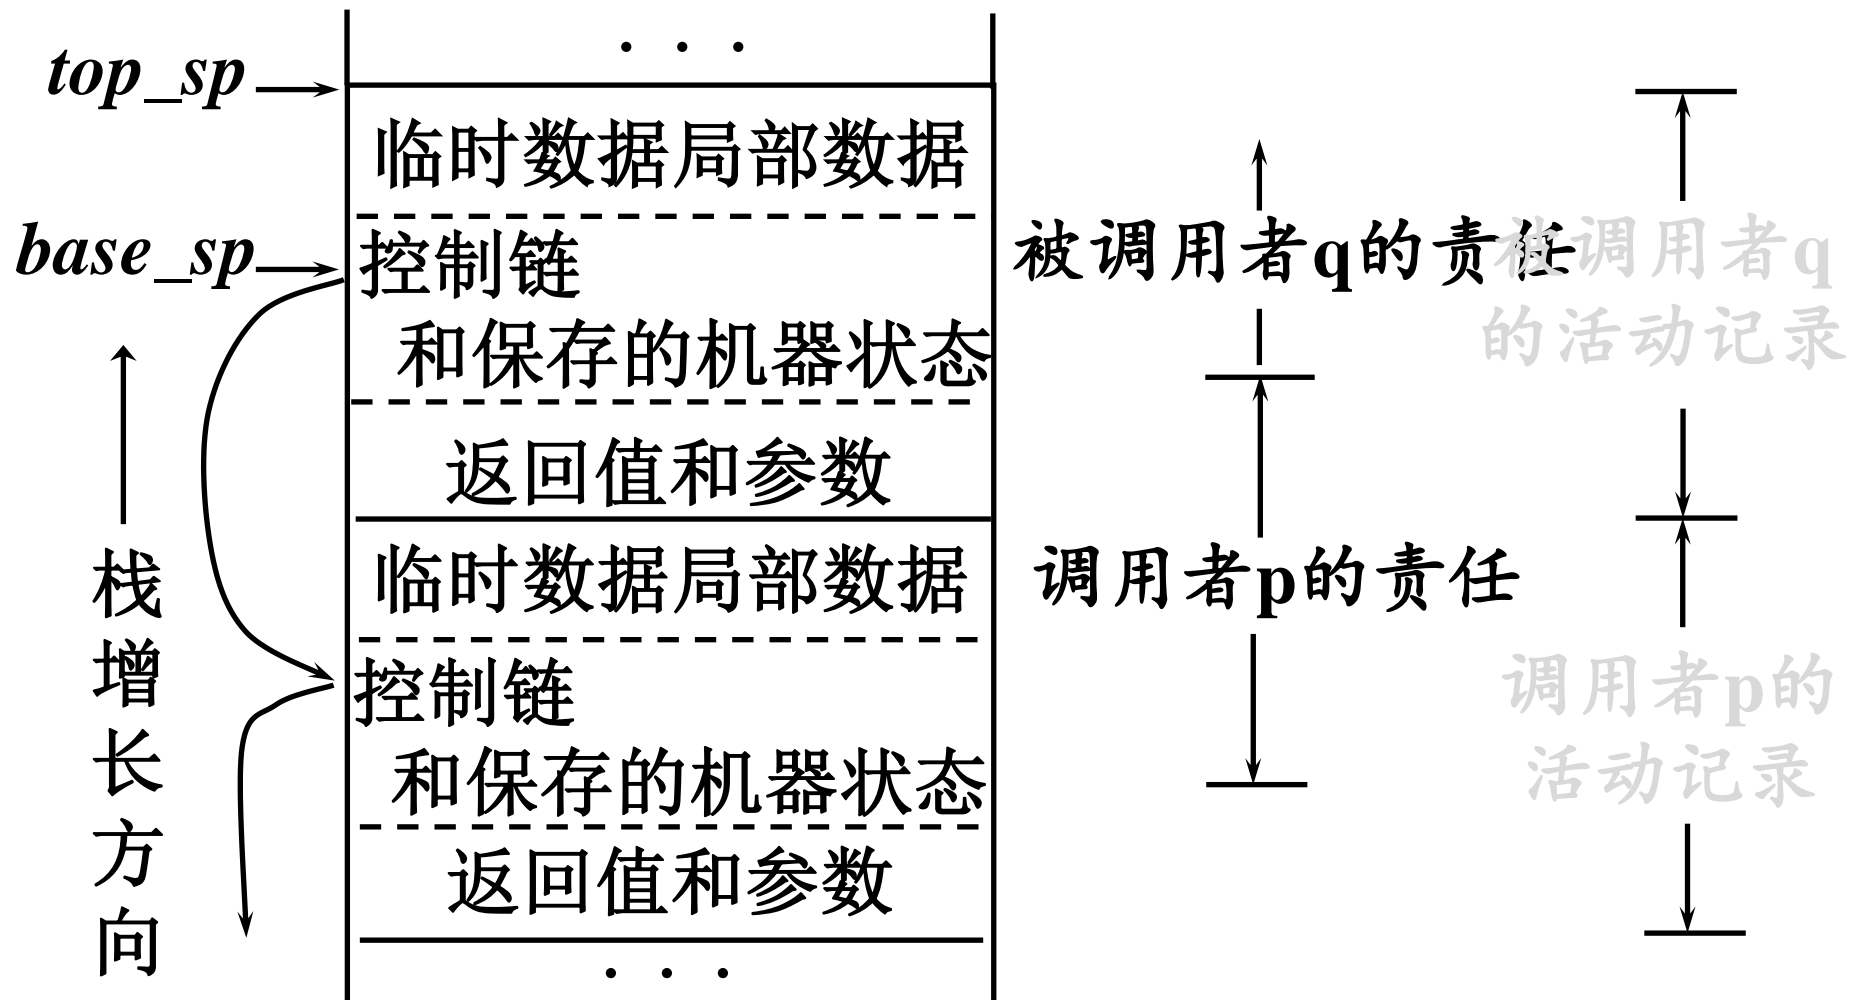 . . .
top_sp
临时数据局部数据
base_sp
控制链
和保存的机器状态
返回值和参数
临时数据局部数据
控制链
和保存的机器状态
返回值和参数
. . .
栈增长方向
被调用者q的责任
调用者p的责任
被调用者q
的活动记录
调用者p的
活动记录